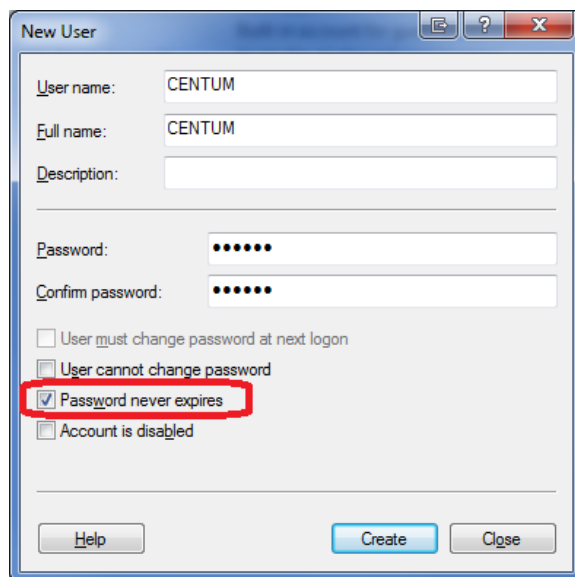 New User
User name: CENTUM
Full name: CENTUM
Description:
Password: ••••••
Confirm password: ••••••
User must change password at next logon
User cannot change password
Password never expires
Account is disabled
Help Create Close